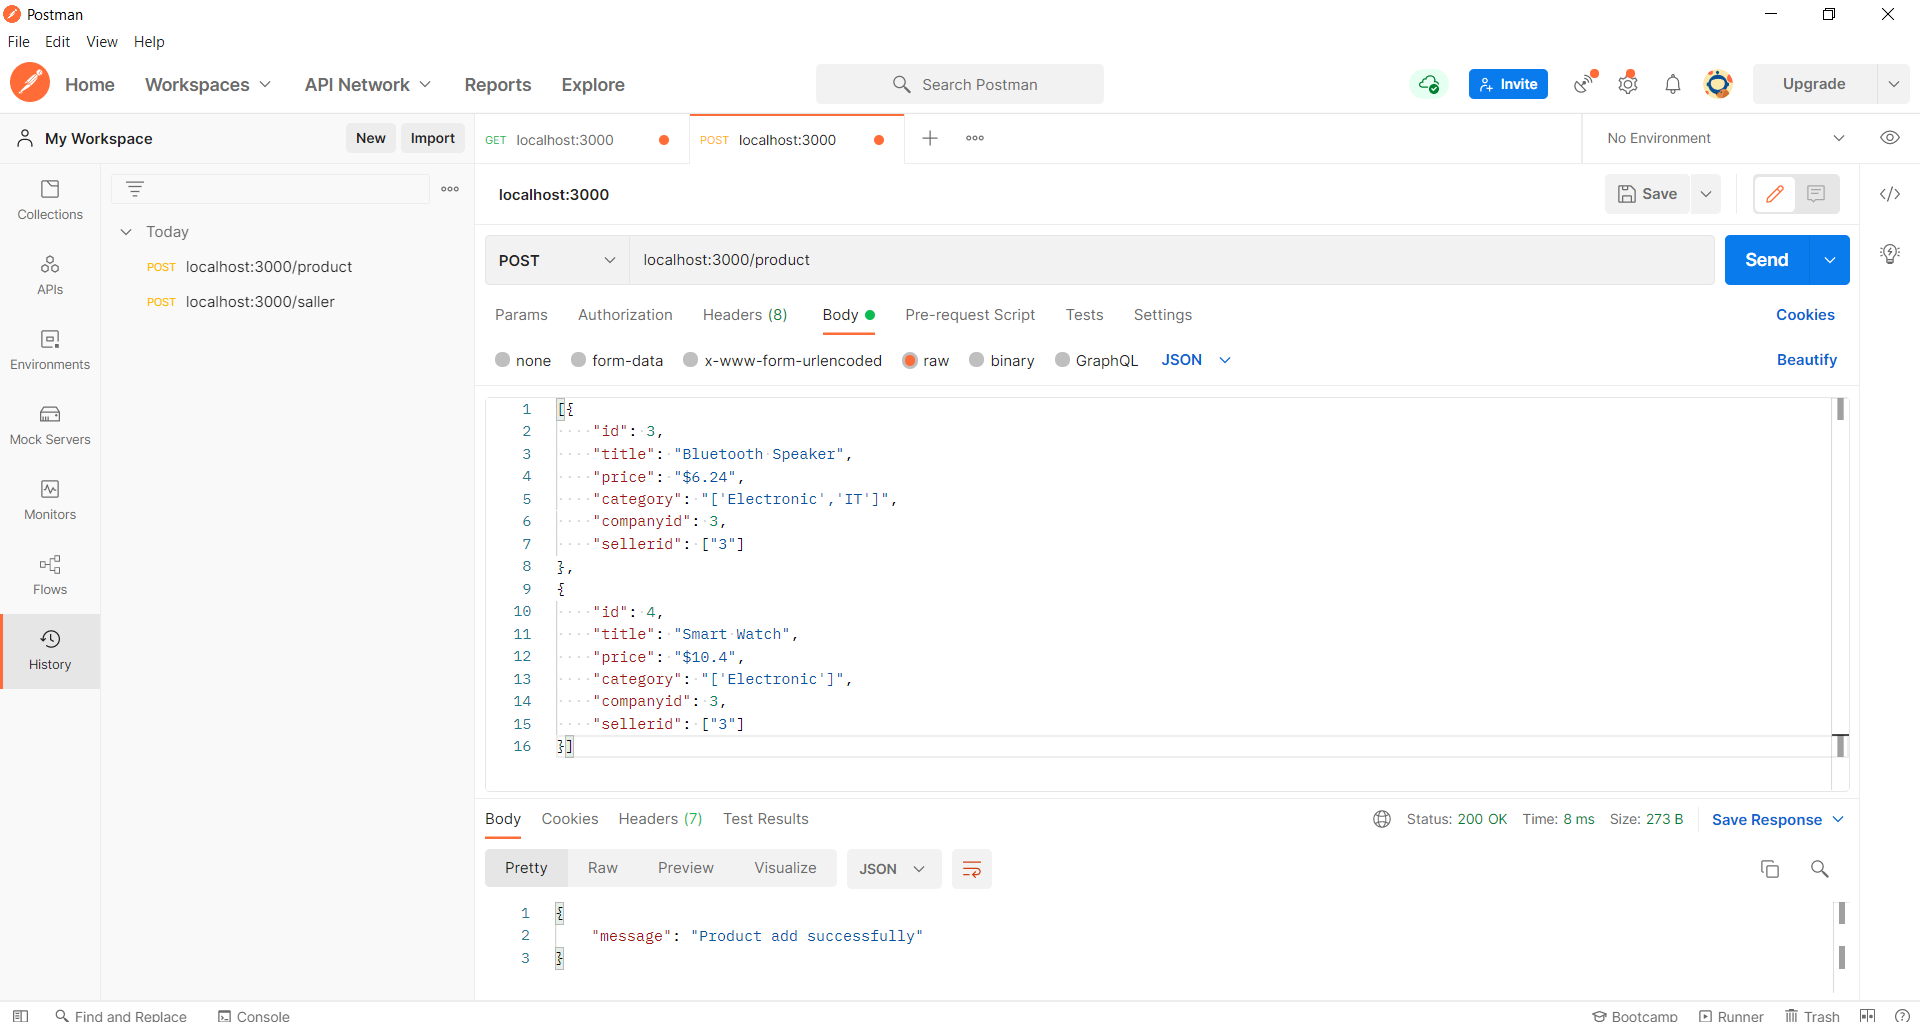 Postman
File Edit View Help
Home Workspaces API Network Reports Explore Search Postman Invite Upgrade
My Workspace New Import GET localhost:3000 POST localhost:3000 No Environment
localhost:3000 Save
Collections
APIs
Environments
Mock Servers
Monitors
Flows
History
Today
POST localhost:3000/product
POST localhost:3000/saller
POST localhost:3000/product Send
Params Authorization Headers (8) Body Pre-request Script Tests Settings Cookies
none form-data x-www-form-urlencoded raw binary GraphQL JSON Beautify
1 [{
2 "id": 3,
3 "title": "Bluetooth Speaker",
4 "price": "$6.24",
5 "category": "['Electronic','IT']",
6 "companyid": 3,
7 "sellerid": ["3"]
8 },
9 {
10 "id": 4,
11 "title": "Smart Watch",
12 "price": "$10.4",
13 "category": "['Electronic']",
14 "companyid": 3,
15 "sellerid": ["3"]
16 }]
Body Cookies Headers (7) Test Results Status: 200 OK Time: 8 ms Size: 273 B Save Response
Pretty Raw Preview Visualize JSON
1 {
2 "message": "Product add successfully"
3 }
Find and Replace Console Bootcamp Runner Trash